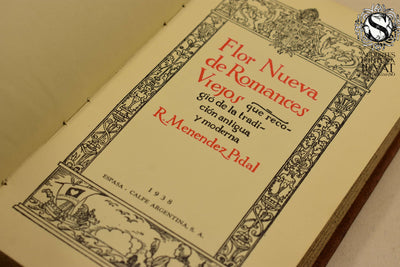 Flor Nueva
de Romances
Viejos que reco-
gió de la tradi-
ción antigua
y moderna
R. Menendez Pidal
1938
ESPASA - CALPE ARGENTINA, S. A.